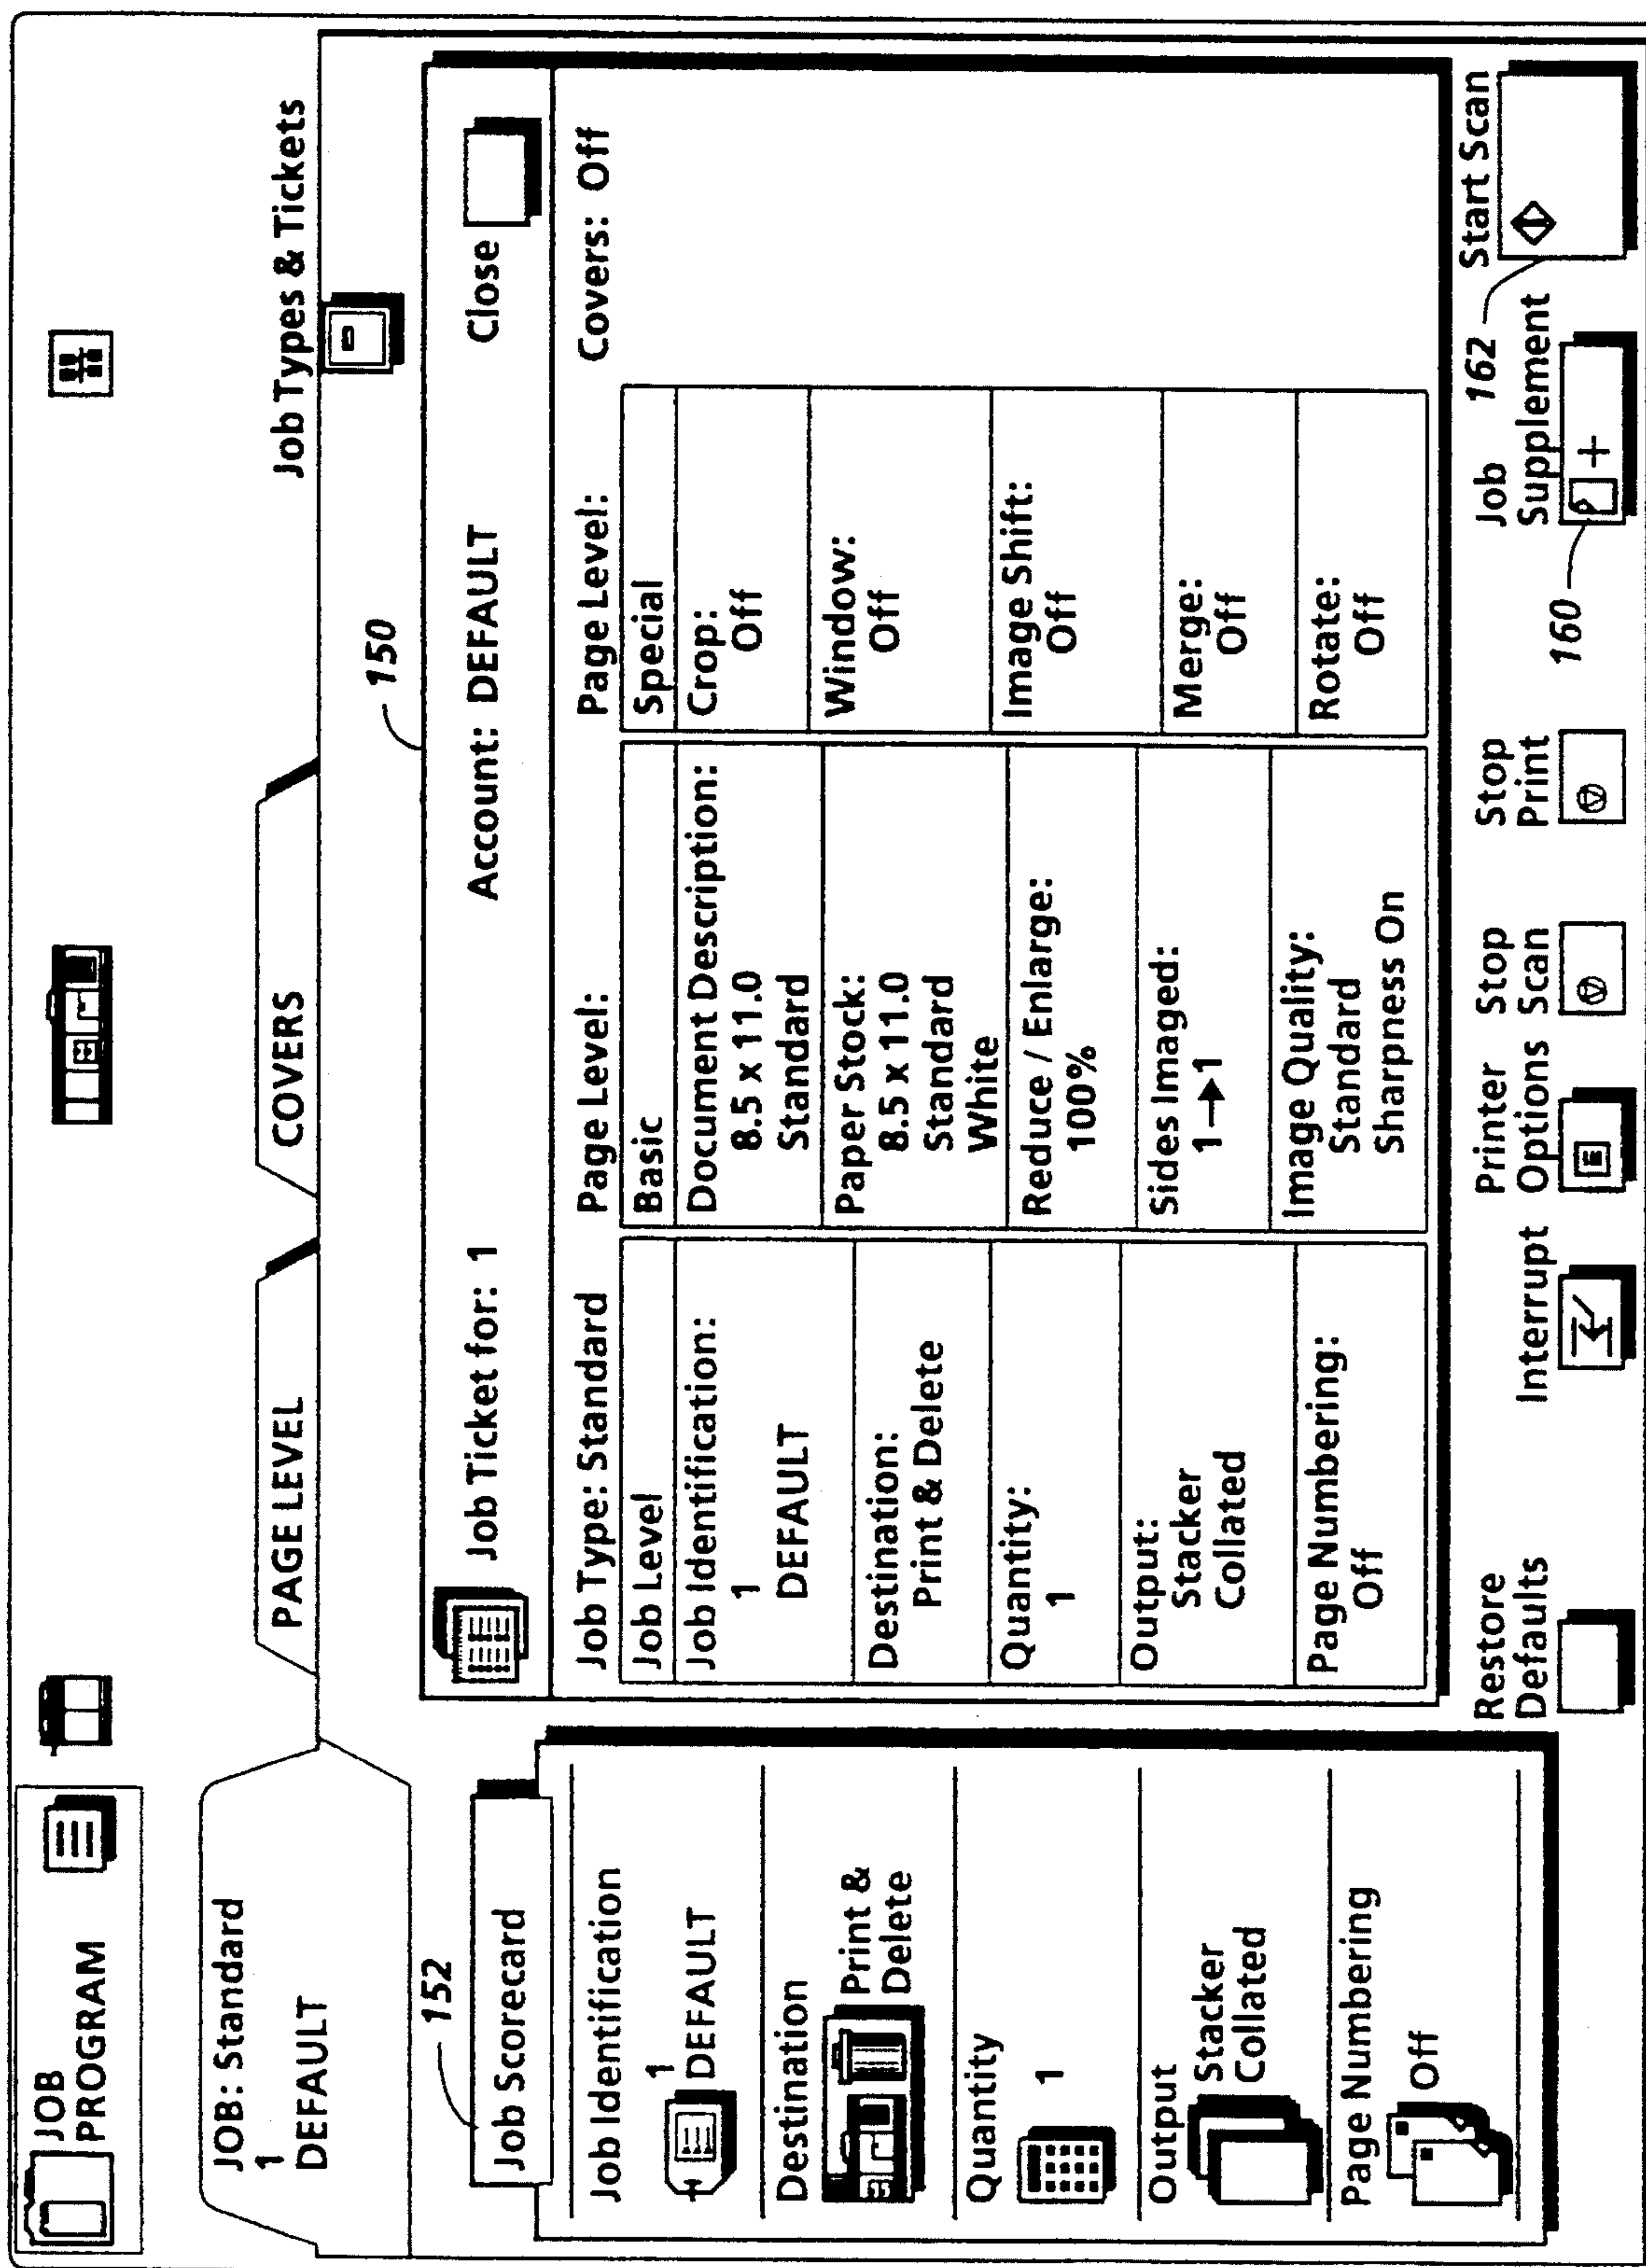 JOB
PROGRAM
JOB: Standard
1
DEFAULT
PAGE LEVEL
COVERS
Job Types & Tickets
152
Job Scorecard
Job Identification
1
DEFAULT
Destination
Print &
Delete
Quantity
1
Output
Stacker
Collated
Page Numbering
Off
150
Job Ticket for: 1
Account: DEFAULT
Close
Job Type: Standard
Job Level
Job Identification:
1
DEFAULT
Destination:
Print & Delete
Quantity:
1
Output:
Stacker
Collated
Page Numbering:
Off
Page Level:
Basic
Document Description:
8.5 x 11.0
Standard
Paper Stock:
8.5 x 11.0
Standard
White
Reduce / Enlarge:
100%
Sides Imaged:
1→1
Image Quality:
Standard
Sharpness On
Page Level:
Special
Crop:
Off
Window:
Off
Image Shift:
Off
Merge:
Off
Rotate:
Off
Covers: Off
Restore
Defaults
Interrupt
Printer
Options
Stop
Scan
Stop
Print
Job
Supplement
160
162
Start Scan